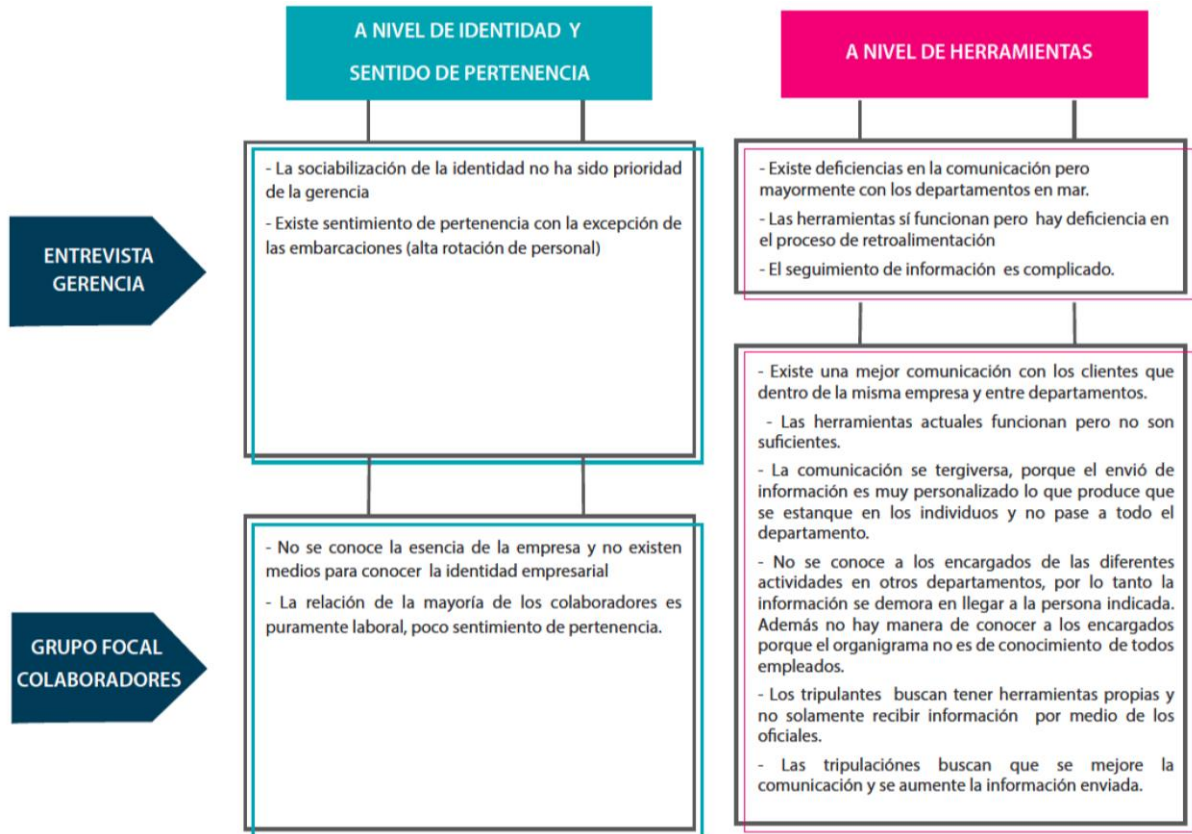 A NIVEL DE IDENTIDAD Y
SENTIDO DE PERTENENCIA
A NIVEL DE HERRAMIENTAS
ENTREVISTA
GERENCIA
- La sociabilización de la identidad no ha sido prioridad
de la gerencia
- Existe sentimiento de pertenencia con la excepción de
las embarcaciones (alta rotación de personal)
- Existe deficiencias en la comunicación pero
mayormente con los departamentos en mar.
- Las herramientas sí funcionan pero hay deficiencia en
el proceso de retroalimentación
- El seguimiento de información es complicado.
GRUPO FOCAL
COLABORADORES
- No se conoce la esencia de la empresa y no existen
medios para conocer la identidad empresarial
- La relación de la mayoría de los colaboradores es
puramente laboral, poco sentimiento de pertenencia.
- Existe una mejor comunicación con los clientes que
dentro de la misma empresa y entre departamentos.
- Las herramientas actuales funcionan pero no son
suficientes.
- La comunicación se tergiversa, porque el envió de
información es muy personalizado lo que produce que
se estanque en los individuos y no pase a todo el
departamento.
- No se conoce a los encargados de las diferentes
actividades en otros departamentos, por lo tanto la
información se demora en llegar a la persona indicada.
Además no hay manera de conocer a los encargados
porque el organigrama no es de conocimiento de todos
empleados.
- Los tripulantes buscan tener herramientas propias y
no solamente recibir información por medio de los
oficiales.
- Las tripulaciónes buscan que se mejore la
comunicación y se aumente la información enviada.